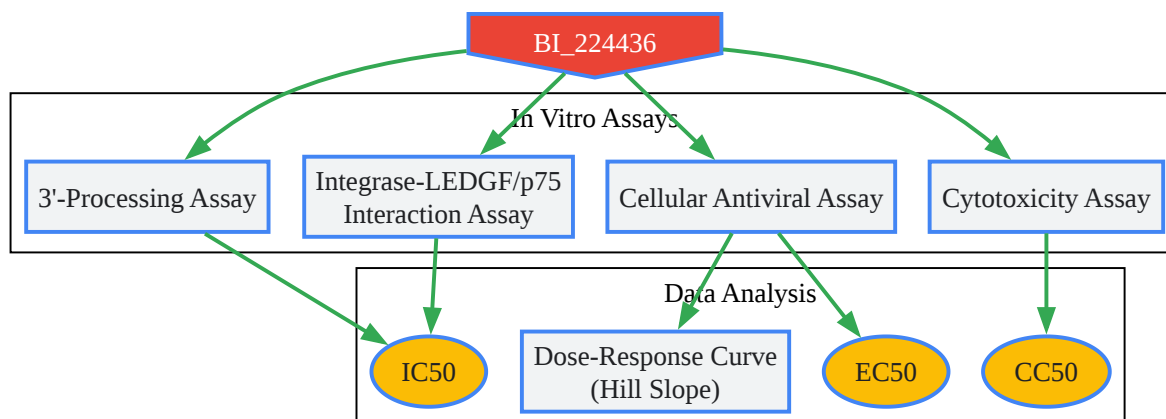 BI_224436
In Vitro Assays
3'-Processing Assay
Integrase-LEDGF/p75
Interaction Assay
Cellular Antiviral Assay
Cytotoxicity Assay
Data Analysis
IC50
Dose-Response Curve
(Hill Slope)
EC50
CC50